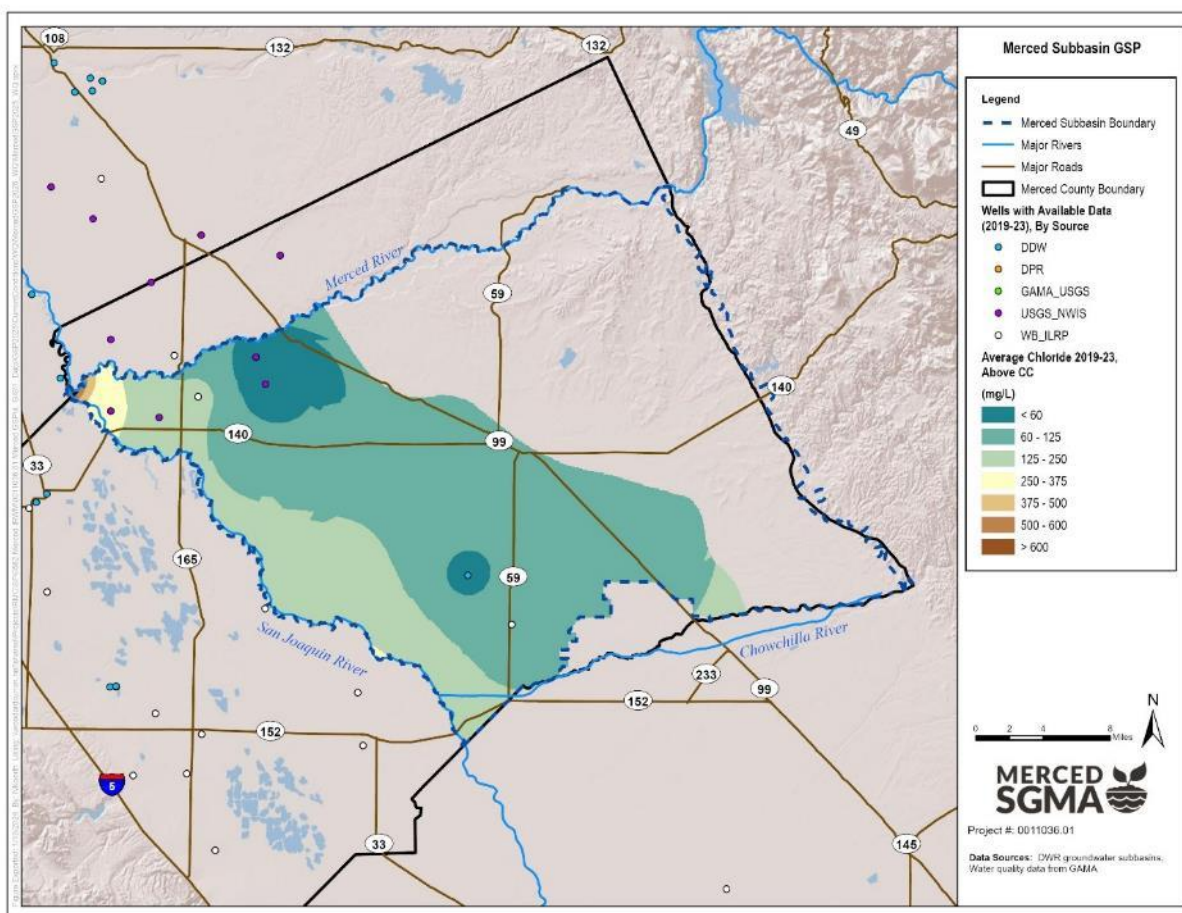 108
132
132
49
Merced River
59
140
140
99
33
165
59
San Joaquin River
Chowchilla River
233
99
152
152
5
33
145
Merced Subbasin GSP
Legend
Merced Subbasin Boundary
Major Rivers
Major Roads
Merced County Boundary
Wells with Available Data
(2019-23), By Source
DDW
DPR
GAMA_USGS
USGS_NWIS
WB_ILRP
Average Chloride 2019-23,
Above CC
(mg/L)
< 60
60 - 125
125 - 250
250 - 375
375 - 500
500 - 600
> 600
N
0 2 4 8
Miles
MERCED
SGMA
Project #: 0011036.01
Data Sources: DWR groundwater subbasins,
Water quality data from GAMA